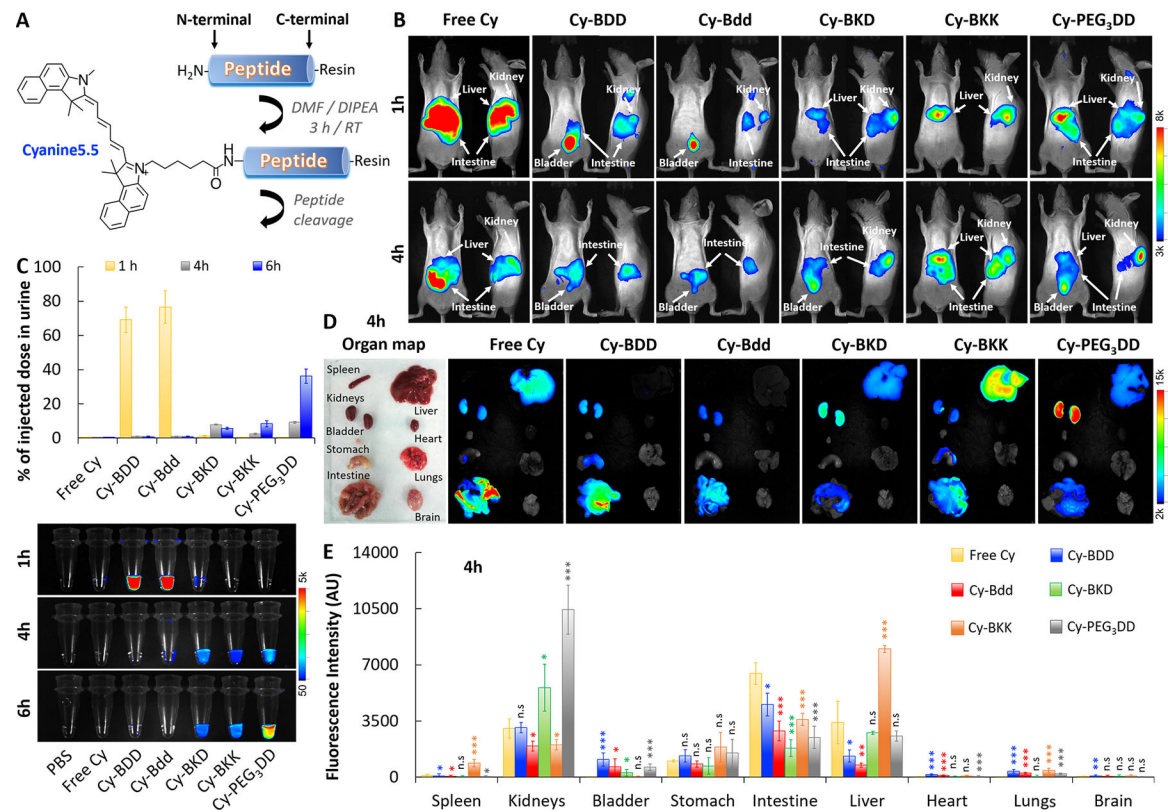 A
N-terminal
C-terminal
H₂N-
Peptide
-Resin
DMF / DIPEA
3 h / RT
N
Cyanine5.5
N+
O
NH
Peptide
-Resin
Peptide
cleavage
B
Free Cy
Cy-BDD
Cy-Bdd
Cy-BKD
Cy-BKK
Cy-PEG₃DD
1h
Liver
Kidney
Intestine
Kidney
Bladder
Intestine
Bladder
Liver
Kidney
Intestine
Liver
Kidney
Liver
Kidney
Intestine
8k
3k
4h
Kidney
Liver
Intestine
Intestine
Bladder
Intestine
Bladder
Kidney
Liver
Bladder
Intestine
Kidney
Liver
Intestine
Kidney
Liver
Bladder
Intestine
C
% of injected dose in urine
1 h
4h
6h
100
80
60
40
20
0
Free Cy
Cy-BDD
Cy-Bdd
Cy-BKD
Cy-BKK
Cy-PEG₃DD
1h
4h
6h
5k
50
PBS
Free Cy
Cy-BDD
Cy-Bdd
Cy-BKD
Cy-BKK
Cy-PEG₃DD
D
4h
Organ map
Free Cy
Cy-BDD
Cy-Bdd
Cy-BKD
Cy-BKK
Cy-PEG₃DD
Spleen
Kidneys
Liver
Bladder
Heart
Stomach
Lungs
Intestine
Brain
15k
2k
E
4h
Fluorescence Intensity (AU)
14000
10500
7000
3500
0
Free Cy
Cy-BDD
Cy-Bdd
Cy-BKD
Cy-BKK
Cy-PEG₃DD
* * n.s *** *
n.s * * * ***
*** * * n.s ***
n.s n.s n.s n.s n.s
* *** *** *** ***
* ** n.s *** n.s
*** *** n.s n.s ***
*** *** n.s *** ***
** n.s n.s n.s n.s
Spleen
Kidneys
Bladder
Stomach
Intestine
Liver
Heart
Lungs
Brain